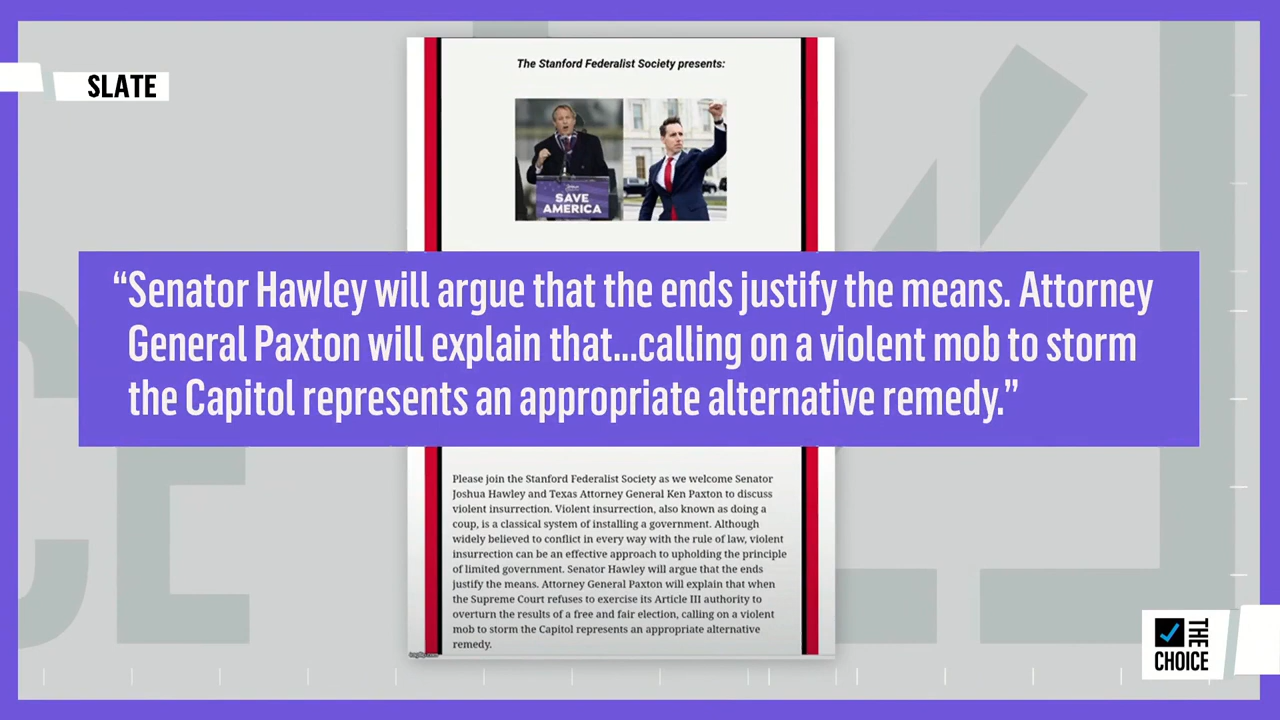 SLATE
The Stanford Federalist Society presents:
SAVE
AMERICA
“Senator Hawley will argue that the ends justify the means. Attorney
General Paxton will explain that...calling on a violent mob to storm
the Capitol represents an appropriate alternative remedy.”
Please join the Stanford Federalist Society as we welcome Senator
Joshua Hawley and Texas Attorney General Ken Paxton to discuss
violent insurrection. Violent insurrection, also known as doing a
coup, is a classical system of installing a government. Although
widely believed to conflict in every way with the rule of law, violent
insurrection can be an effective approach to upholding the principle
of limited government. Senator Hawley will argue that the ends
justify the means. Attorney General Paxton will explain that when
the Supreme Court refuses to exercise its Article III authority to
overturn the results of a free and fair election, calling on a violent
mob to storm the Capitol represents an appropriate alternative
remedy.
THE
CHOICE